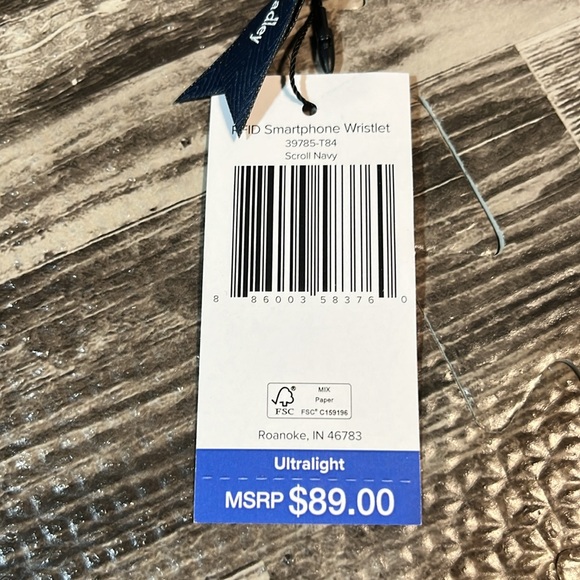 adley
RFID Smartphone Wristlet
39785-T84
Scroll Navy
8 86003 58376 0
FSC®
MIX
Paper
FSC® C159196
Roanoke, IN 46783
Ultralight
MSRP $89.00